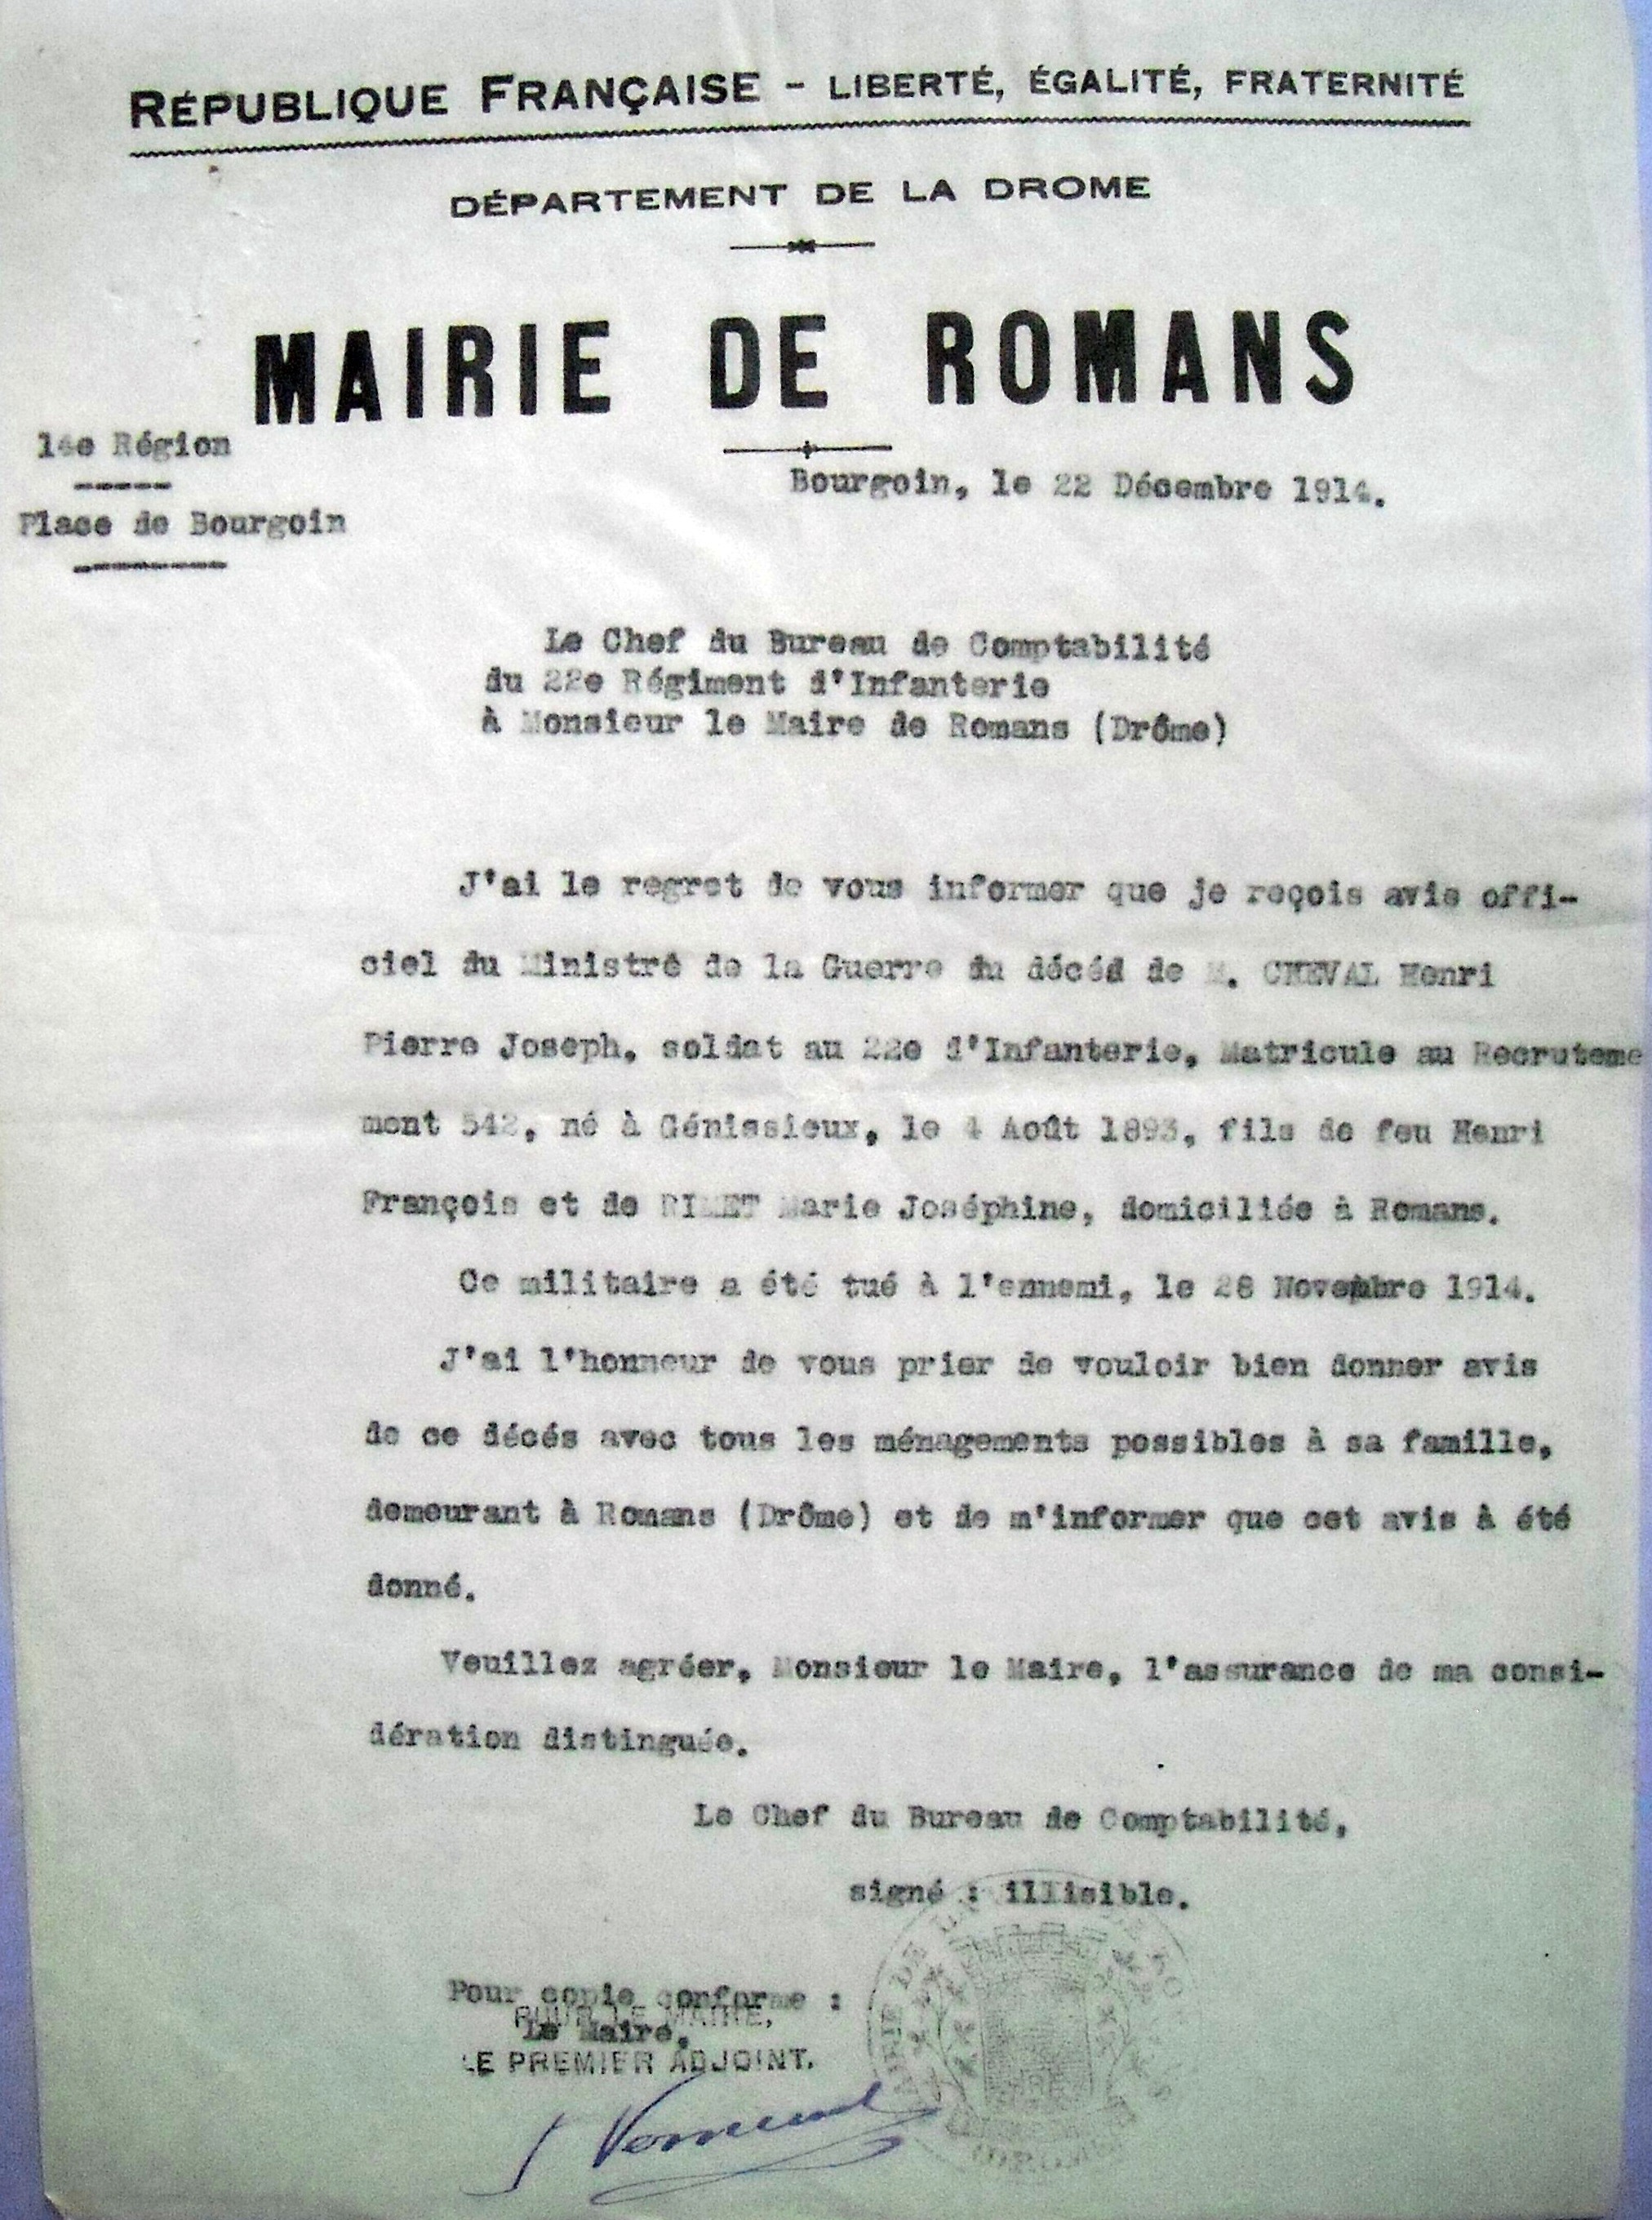 RÉPUBLIQUE FRANÇAISE - LIBERTÉ, ÉGALITÉ, FRATERNITÉ
DÉPARTEMENT DE LA DROME
MAIRIE DE ROMANS
14e Région
Bourgoin, le 22 Décembre 1914.
Place de Bourgoin
Le Chef du Bureau de Comptabilité
du 22e Régiment d'Infanterie
à Monsieur le Maire de Romans (Drôme)
J'ai le regret de vous informer que je reçois avis offi-
ciel du Ministre de la Guerre du décéd de M. CHEVAL Henri
Pierre Joseph, soldat au 22e d'Infanterie, Matricule au Recruteme
ment 542, né à Génissieux, le 4 Août 1893, fils de feu Henri
François et de RIMET Marie Joséphine, domiciliée à Romans.
Ce militaire a été tué à l'ennemi, le 28 Novembre 1914.
J'ai l'honneur de vous prier de vouloir bien donner avis
de ce décés avec tous les ménagements possibles à sa famille,
demeurant à Romans (Drôme) et de m'informer que cet avis à été
donné.
Veuillez agréer, Monsieur le Maire, l'assurance de ma consi-
dération distinguée.
Le Chef du Bureau de Comptabilité,
signé : illisible.
Pour copie conforme :
POUR LE MAIRE,
Le Maire,
LE PREMIER ADJOINT.